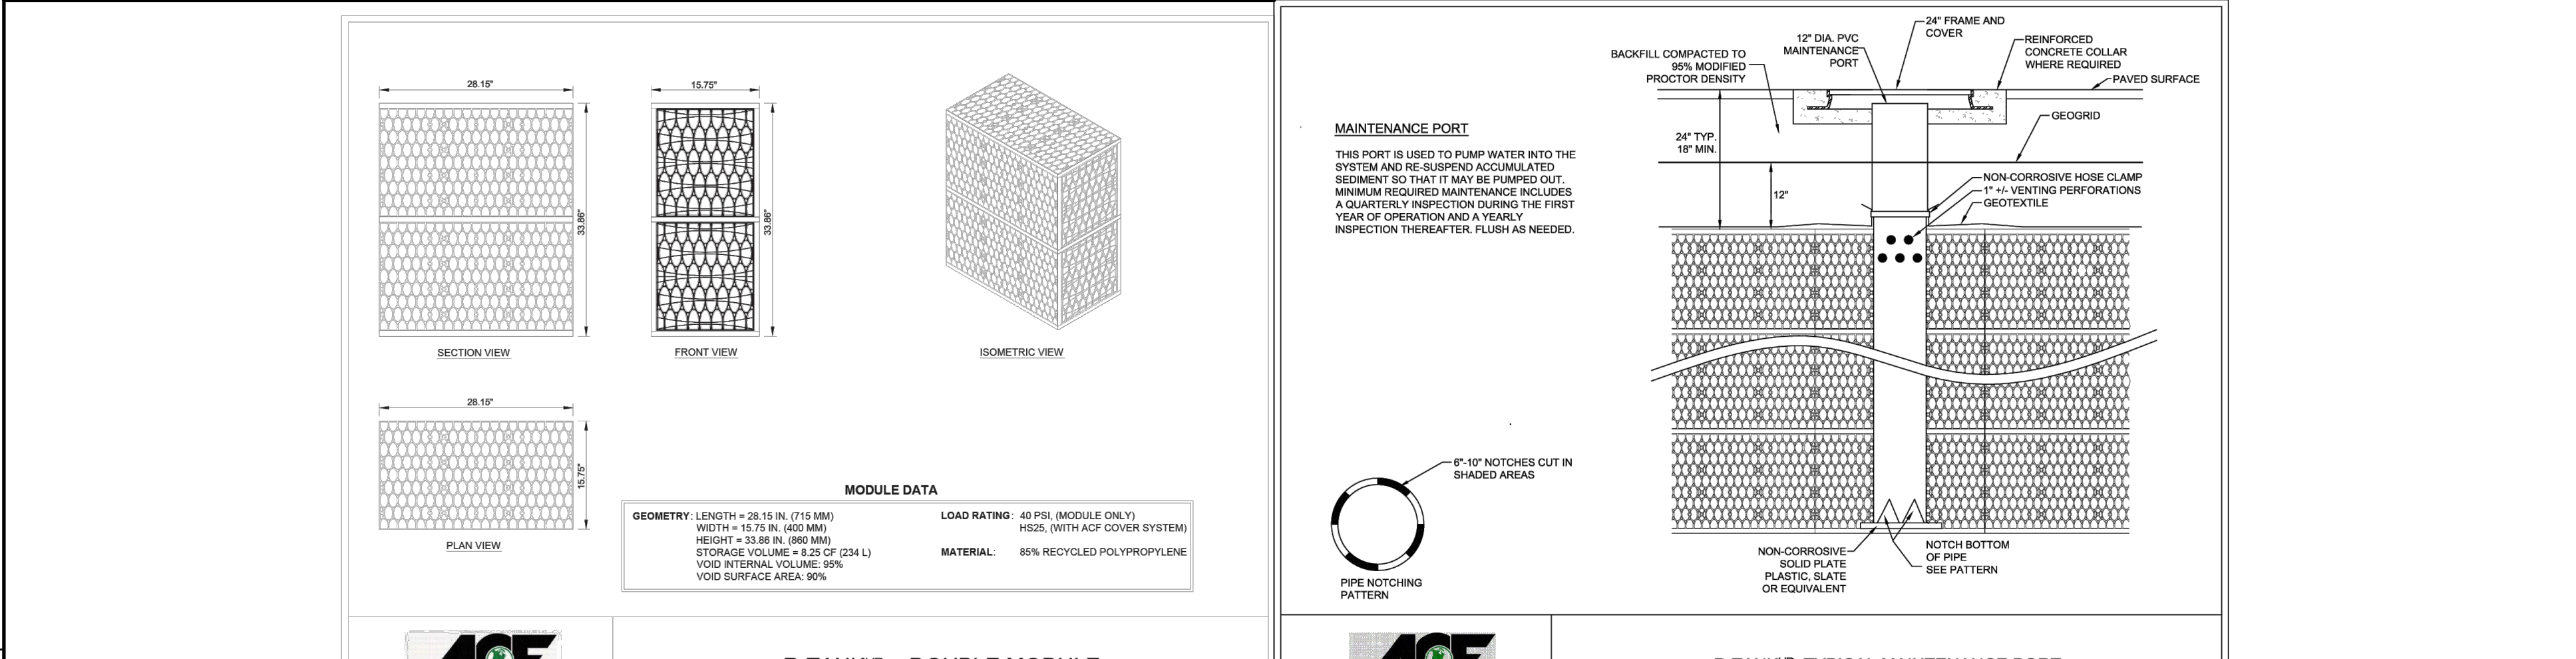 28.15"
33.86"
SECTION VIEW
15.75"
33.86"
FRONT VIEW
ISOMETRIC VIEW
28.15"
15.75"
PLAN VIEW
MODULE DATA
GEOMETRY: LENGTH = 28.15 IN. (715 MM)
WIDTH = 15.75 IN. (400 MM)
HEIGHT = 33.86 IN. (860 MM)
STORAGE VOLUME = 8.25 CF (234 L)
VOID INTERNAL VOLUME: 95%
VOID SURFACE AREA: 90%
LOAD RATING: 40 PSI, (MODULE ONLY)
HS25, (WITH ACF COVER SYSTEM)
MATERIAL: 85% RECYCLED POLYPROPYLENE
MAINTENANCE PORT
THIS PORT IS USED TO PUMP WATER INTO THE
SYSTEM AND RE-SUSPEND ACCUMULATED
SEDIMENT SO THAT IT MAY BE PUMPED OUT.
MINIMUM REQUIRED MAINTENANCE INCLUDES
A QUARTERLY INSPECTION DURING THE FIRST
YEAR OF OPERATION AND A YEARLY
INSPECTION THEREAFTER. FLUSH AS NEEDED.
BACKFILL COMPACTED TO
95% MODIFIED
PROCTOR DENSITY
12" DIA. PVC
MAINTENANCE
PORT
24" FRAME AND
COVER
REINFORCED
CONCRETE COLLAR
WHERE REQUIRED
PAVED SURFACE
GEOGRID
24" TYP.
18" MIN.
12"
NON-CORROSIVE HOSE CLAMP
1" +/- VENTING PERFORATIONS
GEOTEXTILE
6"-10" NOTCHES CUT IN
SHADED AREAS
PIPE NOTCHING
PATTERN
NON-CORROSIVE
SOLID PLATE
PLASTIC, SLATE
OR EQUIVALENT
NOTCH BOTTOM
OF PIPE
SEE PATTERN